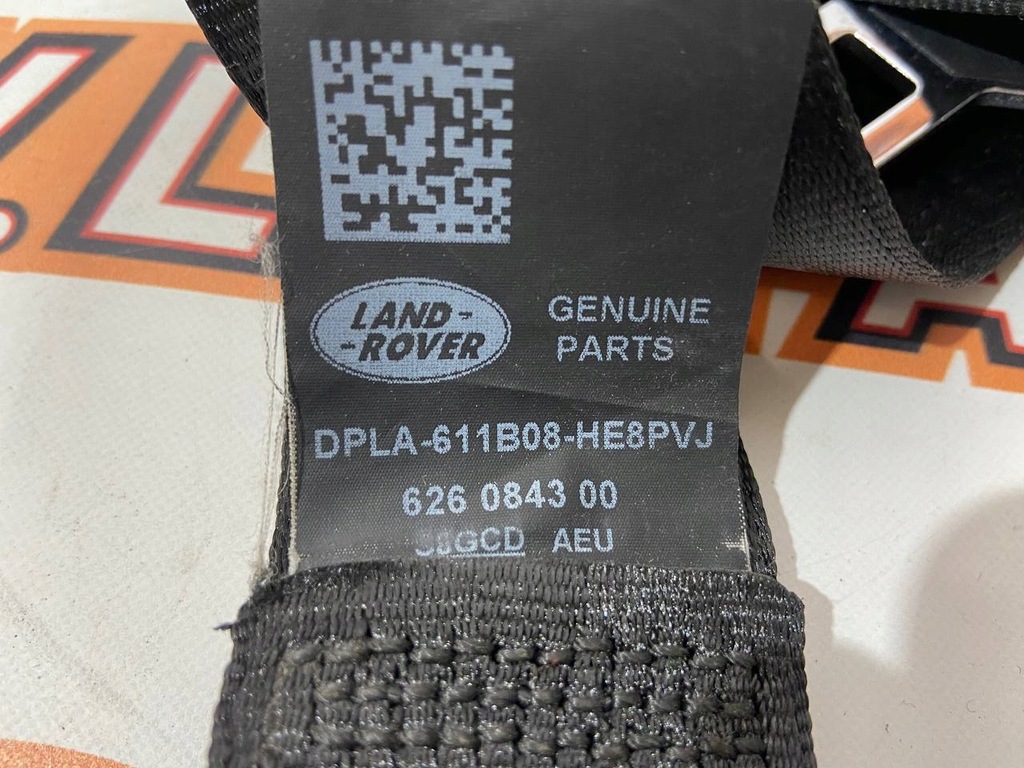 LAND-
-ROVER
GENUINE
PARTS
DPLA-611B08-HE8PVJ
626 0843 00
AEU